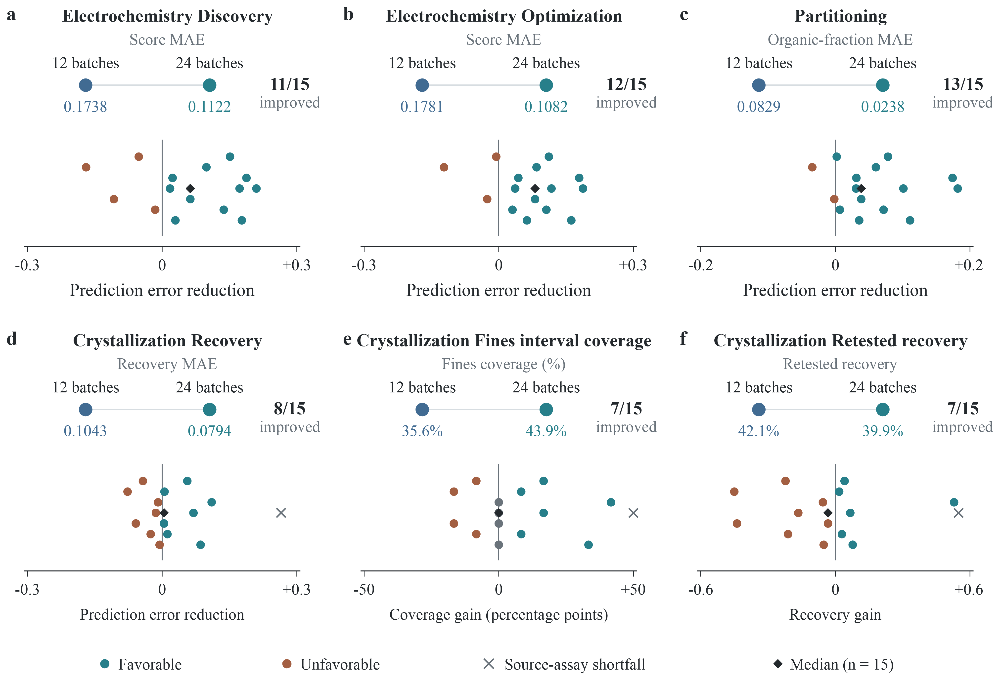 a
Electrochemistry Discovery
Score MAE
12 batches
24 batches
11/15
improved
0.1738
0.1122
-0.3
0
+0.3
Prediction error reduction
b
Electrochemistry Optimization
Score MAE
12 batches
24 batches
12/15
improved
0.1781
0.1082
-0.3
0
+0.3
Prediction error reduction
c
Partitioning
Organic-fraction MAE
12 batches
24 batches
13/15
improved
0.0829
0.0238
-0.2
0
+0.2
Prediction error reduction
d
Crystallization Recovery
Recovery MAE
12 batches
24 batches
8/15
improved
0.1043
0.0794
-0.3
0
+0.3
Prediction error reduction
e
Crystallization Fines interval coverage
Fines coverage (%)
12 batches
24 batches
7/15
improved
35.6%
43.9%
-50
0
+50
Coverage gain (percentage points)
f
Crystallization Retested recovery
Retested recovery
12 batches
24 batches
7/15
improved
42.1%
39.9%
-0.6
0
+0.6
Recovery gain
Favorable
Unfavorable
Source-assay shortfall
Median (n = 15)